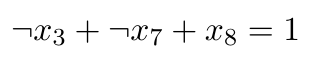 ¬x₃ + ¬x₇ + x₈ = 1